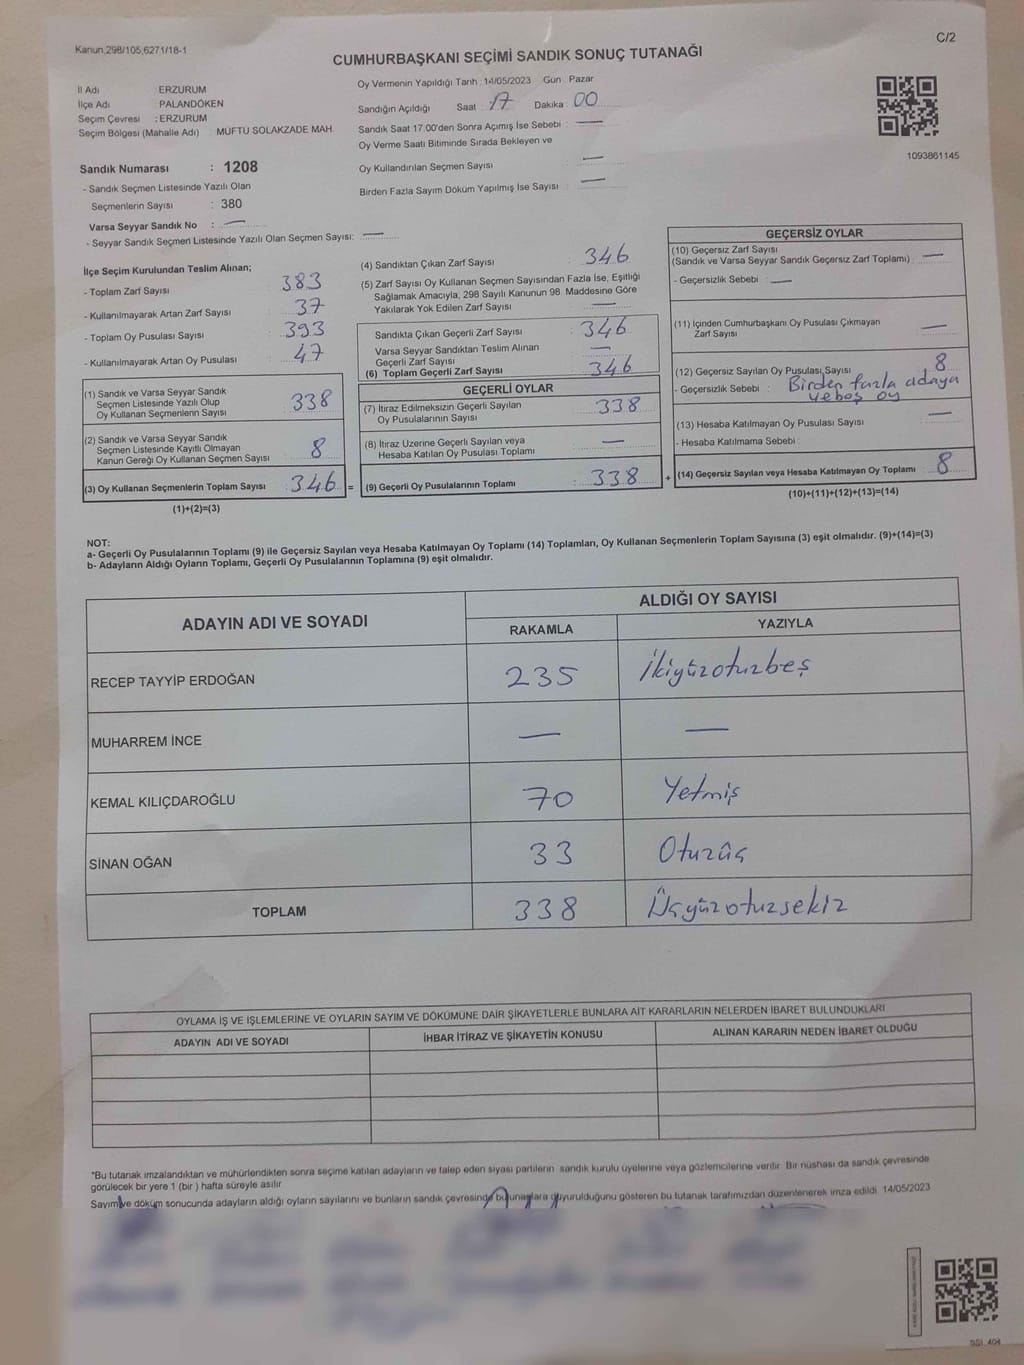 Kanun,298/105,6271/18-1
C/2
CUMHURBAŞKANI SEÇİMİ SANDIK SONUÇ TUTANAĞI
İl Adı : ERZURUM
İlçe Adı : PALANDÖKEN
Seçim Çevresi : ERZURUM
Seçim Bölgesi (Mahalle Adı) : MÜFTÜ SOLAKZADE MAH.
Oy Vermenin Yapıldığı Tarih : 14/05/2023 Gün : Pazar
Sandığın Açıldığı Saat 17 Dakika 00
Sandık Saat 17:00'den Sonra Açımış İse Sebebi : —
Oy Verme Saati Bitiminde Sırada Bekleyen ve
Oy Kullandırılan Seçmen Sayısı : —
Birden Fazla Sayım Döküm Yapılmış İse Sayısı : —
1093861145
Sandık Numarası : 1208
- Sandık Seçmen Listesinde Yazılı Olan
Seçmenlerin Sayısı : 380
Varsa Seyyar Sandık No : —
- Seyyar Sandık Seçmen Listesinde Yazılı Olan Seçmen Sayısı: —
İlçe Seçim Kurulundan Teslim Alınan;
- Toplam Zarf Sayısı : 383
- Kullanılmayarak Artan Zarf Sayısı : 37
- Toplam Oy Pusulası Sayısı : 393
- Kullanılmayarak Artan Oy Pusulası : 47
(1) Sandık ve Varsa Seyyar Sandık
Seçmen Listesinde Yazılı Olup
Oy Kullanan Seçmenlerin Sayısı : 338
(2) Sandık ve Varsa Seyyar Sandık
Seçmen Listesinde Kayıtlı Olmayan
Kanun Gereği Oy Kullanan Seçmen Sayısı : 8
(3) Oy Kullanan Seçmenlerin Toplam Sayısı : 346 =
(1)+(2)=(3)
(4) Sandıktan Çıkan Zarf Sayısı : 346
(5) Zarf Sayısı Oy Kullanan Seçmen Sayısından Fazla İse, Eşitliği
Sağlamak Amacıyla; 298 Sayılı Kanunun 98. Maddesine Göre
Yakılarak Yok Edilen Zarf Sayısı : —
Sandıkta Çıkan Geçerli Zarf Sayısı : 346
Varsa Seyyar Sandıktan Teslim Alınan
Geçerli Zarf Sayısı : —
(6) Toplam Geçerli Zarf Sayısı : 346
GEÇERLİ OYLAR
(7) İtiraz Edilmeksizin Geçerli Sayılan
Oy Pusulalarının Sayısı : 338
(8) İtiraz Üzerine Geçerli Sayılan veya
Hesaba Katılan Oy Pusulası Toplamı : —
(9) Geçerli Oy Pusulalarının Toplamı : 338 +
GEÇERSİZ OYLAR
(10) Geçersiz Zarf Sayısı
(Sandık ve Varsa Seyyar Sandık Geçersiz Zarf Toplamı) : —
- Geçersizlik Sebebi : —
(11) İçinden Cumhurbaşkanı Oy Pusulası Çıkmayan
Zarf Sayısı : —
(12) Geçersiz Sayılan Oy Pusulası Sayısı : 8
- Geçersizlik Sebebi : Birden fazla adaya
ve boş oy
(13) Hesaba Katılmayan Oy Pusulası Sayısı : —
- Hesaba Katılmama Sebebi :
(14) Geçersiz Sayılan veya Hesaba Katılmayan Oy Toplamı : 8
(10)+(11)+(12)+(13)=(14)
NOT:
a- Geçerli Oy Pusulalarının Toplamı (9) ile Geçersiz Sayılan veya Hesaba Katılmayan Oy Toplamı (14) Toplamları, Oy Kullanan Seçmenlerin Toplam Sayısına (3) eşit olmalıdır. (9)+(14)=(3)
b- Adayların Aldığı Oyların Toplamı, Geçerli Oy Pusulalarının Toplamına (9) eşit olmalıdır.
ADAYIN ADI VE SOYADI ALDIĞI OY SAYISI
RAKAMLA YAZIYLA
RECEP TAYYİP ERDOĞAN 235 İkiyüzotuzbeş
MUHARREM İNCE — —
KEMAL KILIÇDAROĞLU 70 Yetmiş
SİNAN OĞAN 33 Otuzüç
TOPLAM 338 Üçyüzotuzsekiz
OYLAMA İŞ VE İŞLEMLERİNE VE OYLARIN SAYIM VE DÖKÜMÜNE DAİR ŞİKAYETLERLE BUNLARA AİT KARARLARIN NELERDEN İBARET BULUNDUKLARI
ADAYIN ADI VE SOYADI İHBAR İTİRAZ VE ŞİKAYETİN KONUSU ALINAN KARARIN NEDEN İBARET OLDUĞU
*Bu tutanak imzalandıktan ve mühürlendikten sonra seçime katılan adayların ve talep eden siyasi partilerin sandık kurulu üyelerine veya gözlemcilerine verilir. Bir nüshası da sandık çevresinde
görülecek bir yere 1 (bir ) hafta süreyle asılır.
Sayım ve döküm sonucunda adayların aldığı oyların sayılarını ve bunların sandık çevresinde bulunanlara duyurulduğunu gösteren bu tutanak tarafımızdan düzenlenerek imza edildi. 14/05/2023